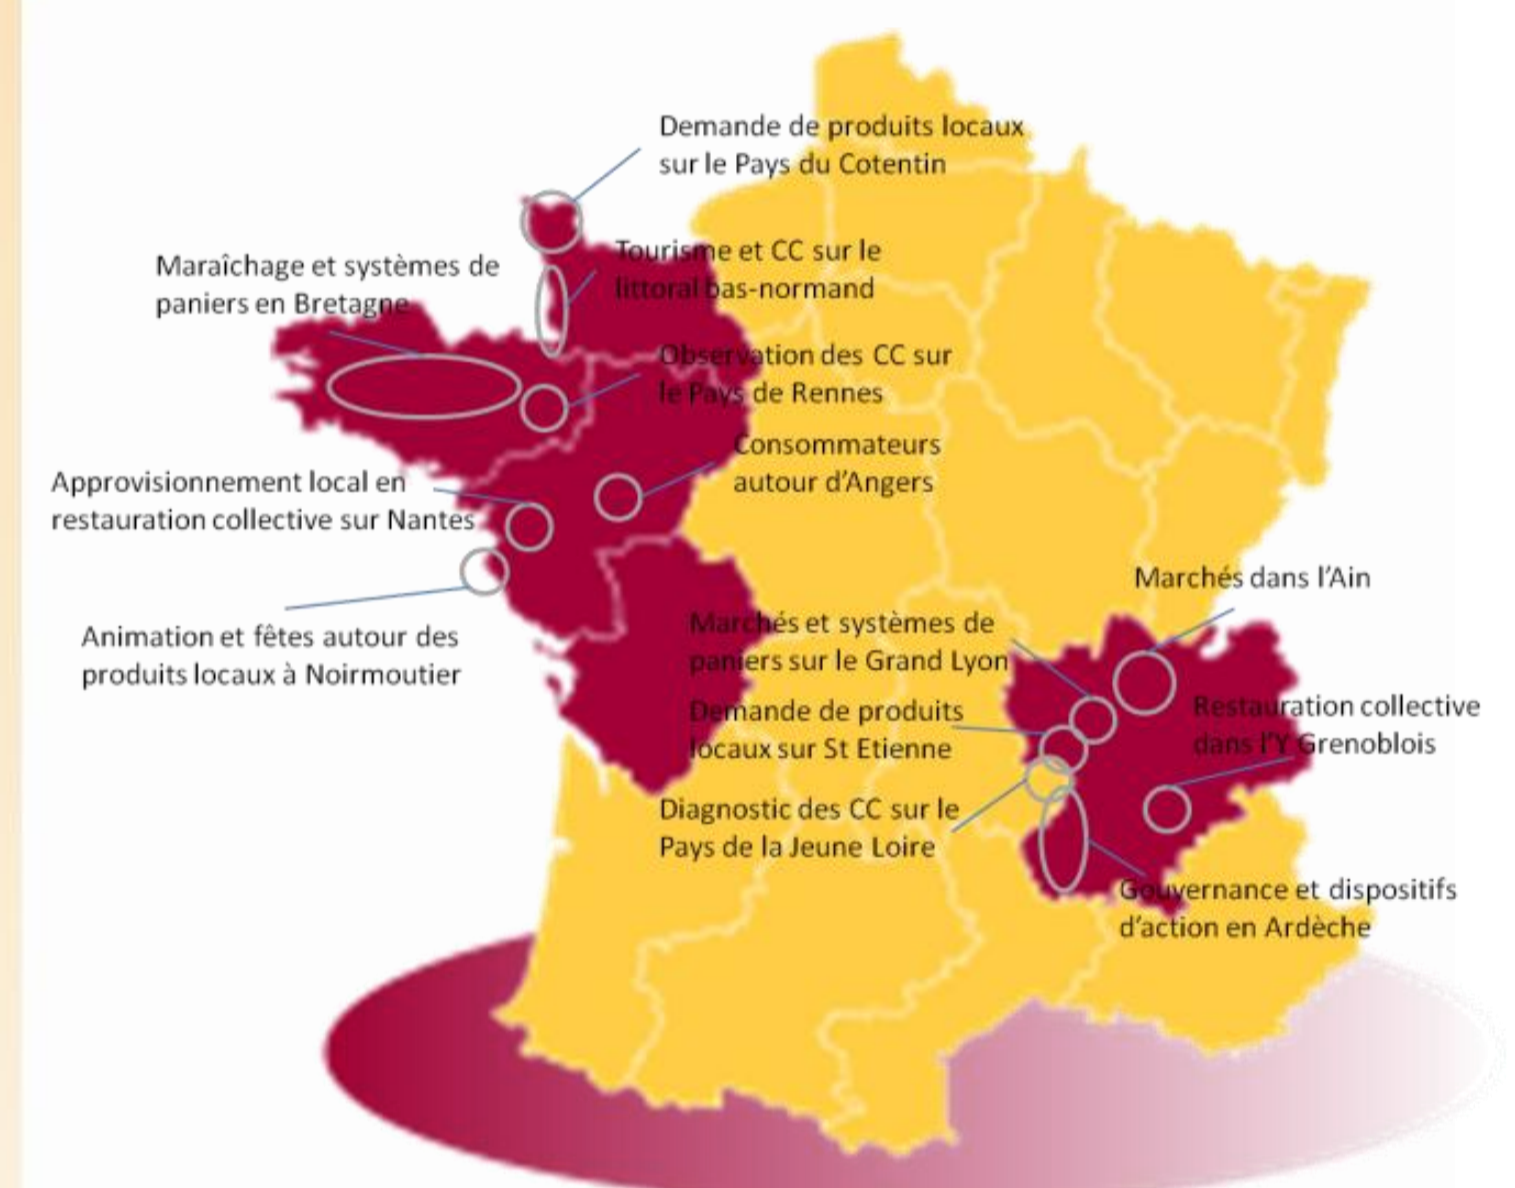 Demande de produits locaux
sur le Pays du Cotentin
Tourisme et CC sur le
littoral bas-normand
Maraîchage et systèmes de
paniers en Bretagne
Observation des CC sur
le Pays de Rennes
Consommateurs
autour d'Angers
Approvisionnement local en
restauration collective sur Nantes
Animation et fêtes autour des
produits locaux à Noirmoutier
Marchés dans l'Ain
Marchés et systèmes de
paniers sur le Grand Lyon
Restauration collective
dans l'Y Grenoblois
Demande de produits
locaux sur St Etienne
Diagnostic des CC sur le
Pays de la Jeune Loire
Gouvernance et dispositifs
d'action en Ardèche